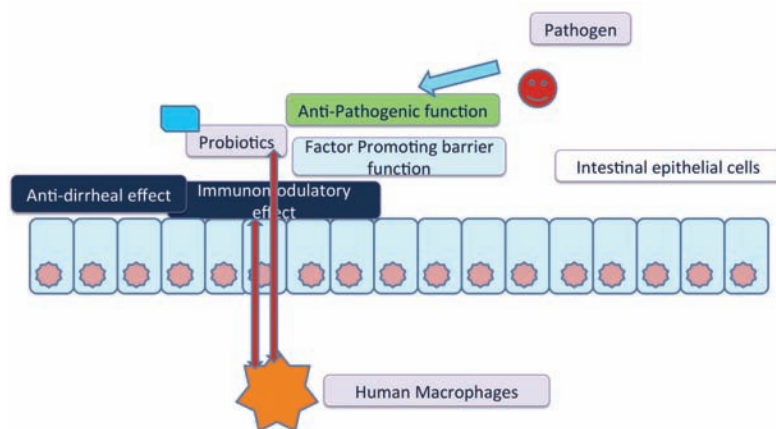 Pathogen
Anti-Pathogenic function
Probiotics
Factor Promoting barrier
function
Intestinal epithelial cells
Anti-dirrheal effect
Immunomodulatory
effect
Human Macrophages